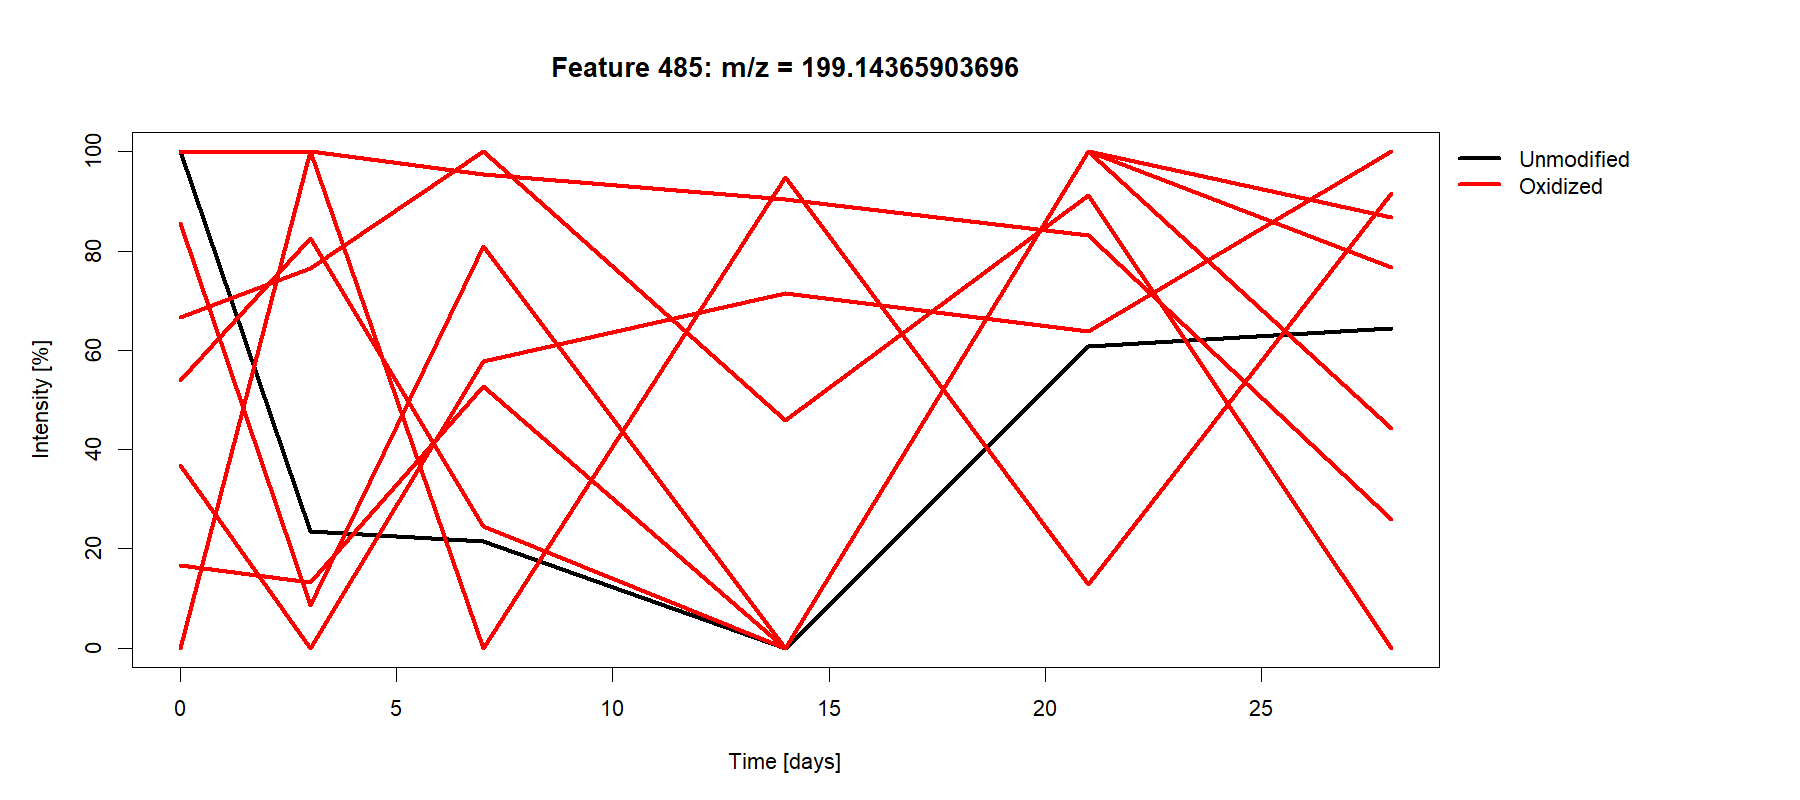 Feature 485: m/z = 199.14365903696
Unmodified
Oxidized
Intensity [%]
100
80
60
40
20
0
0 5 10 15 20 25
Time [days]